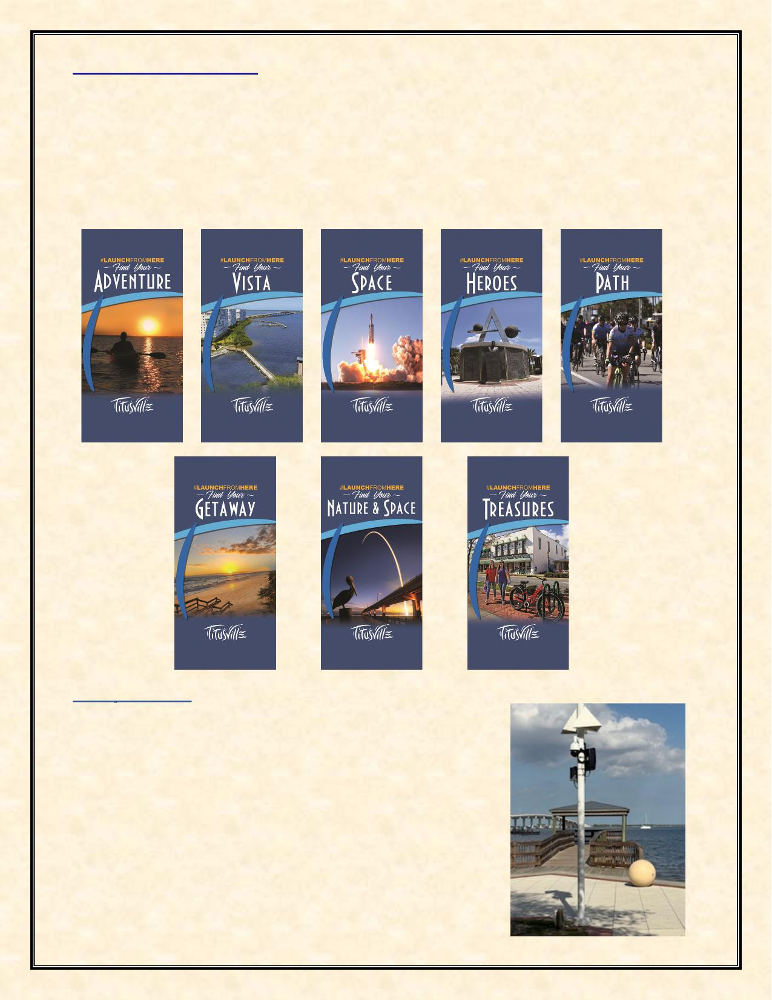 #LAUNCHFROMHERE
~ Find Your ~
ADVENTURE
Titusville
#LAUNCHFROMHERE
~ Find Your ~
VISTA
Titusville
#LAUNCHFROMHERE
~ Find Your ~
SPACE
Titusville
#LAUNCHFROMHERE
~ Find Your ~
HEROES
Titusville
#LAUNCHFROMHERE
~ Find Your ~
PATH
Titusville
#LAUNCHFROMHERE
~ Find Your ~
GETAWAY
Titusville
#LAUNCHFROMHERE
~ Find Your ~
NATURE & SPACE
Titusville
#LAUNCHFROMHERE
~ Find Your ~
TREASURES
Titusville